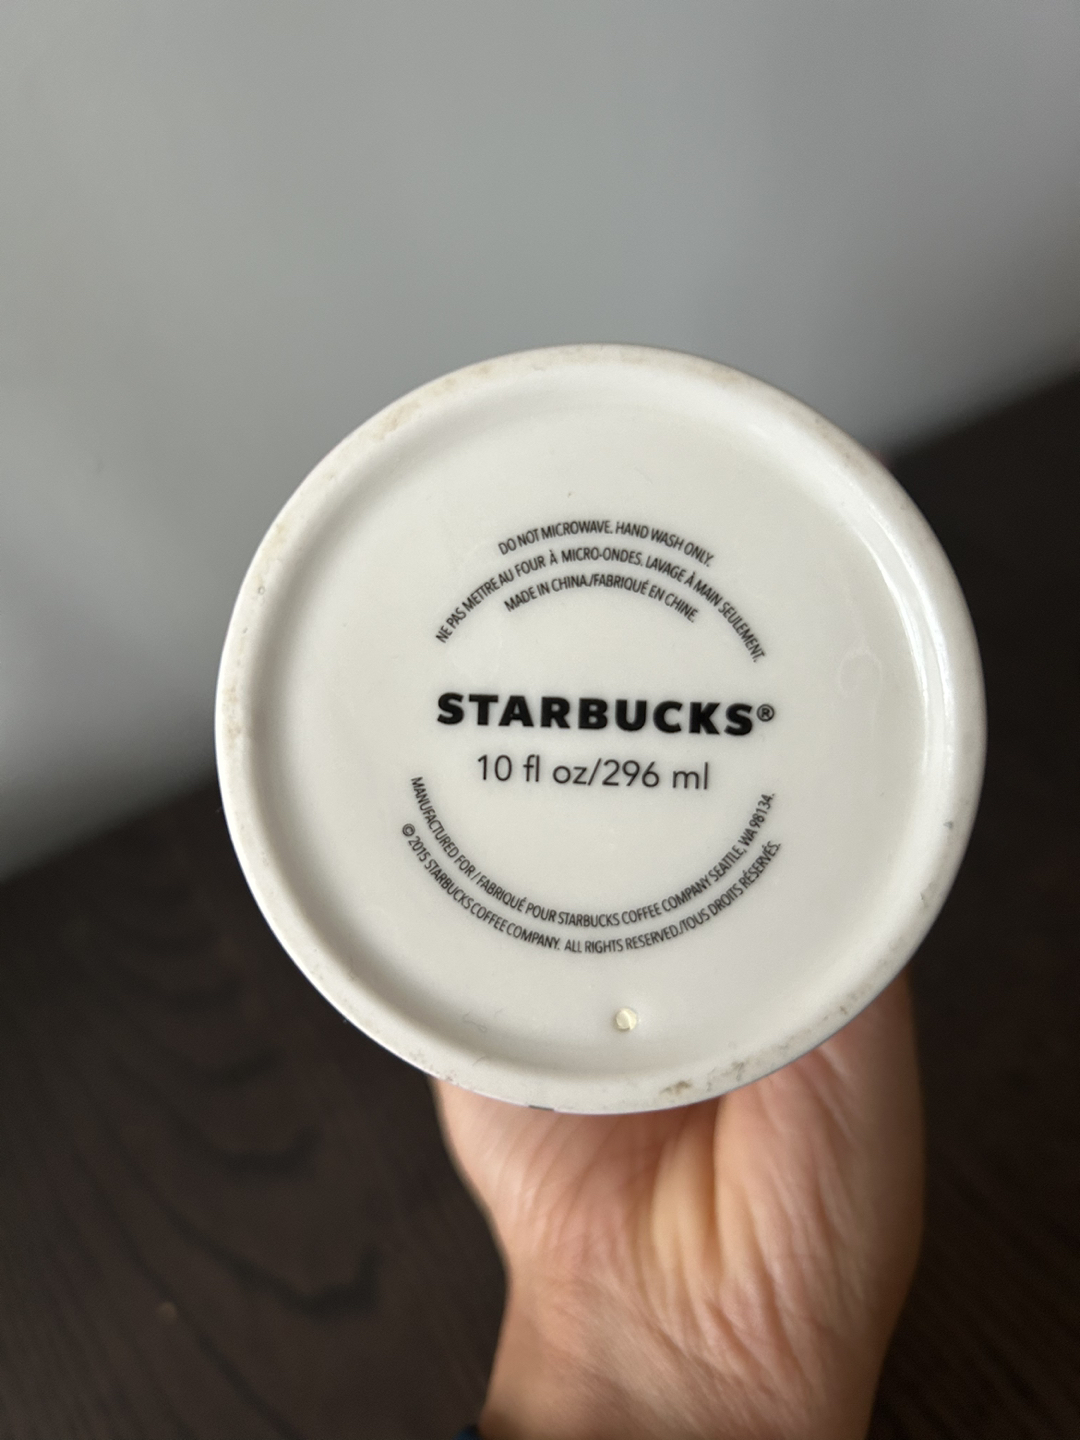 DO NOT MICROWAVE. HAND WASH ONLY.
NE PAS METTRE AU FOUR À MICRO-ONDES. LAVAGE À MAIN SEULEMENT.
MADE IN CHINA./FABRIQUÉ EN CHINE.
STARBUCKS®
10 fl oz/296 ml
MANUFACTURED FOR / FABRIQUÉ POUR STARBUCKS COFFEE COMPANY SEATTLE, WA 98134.
© 2015 STARBUCKS COFFEE COMPANY. ALL RIGHTS RESERVED./TOUS DROITS RÉSERVÉS.